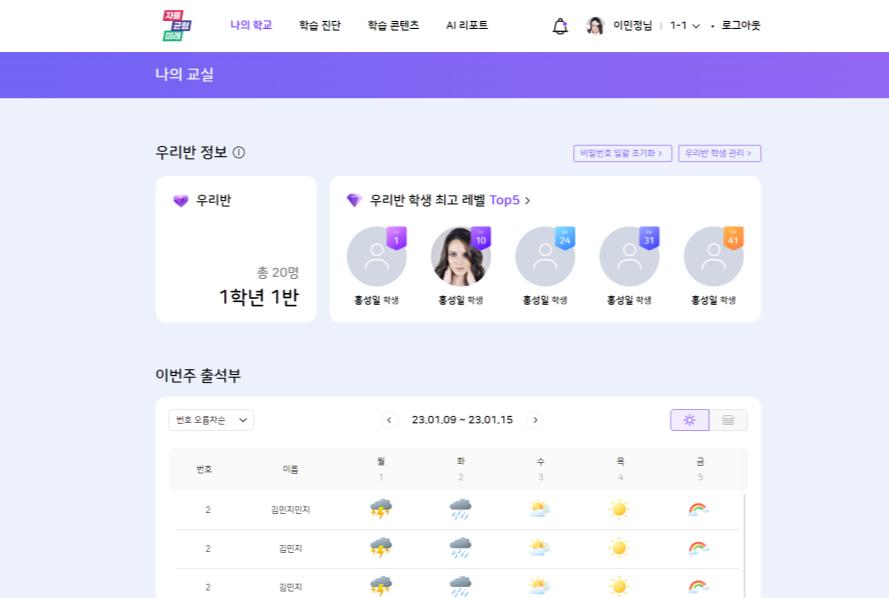 자율
균형
미래
나의 학교 학습 진단 학습 콘텐츠 AI 리포트 이민정님 1-1 로그아웃
나의 교실
우리반 정보
비밀번호 일괄 초기화 > 우리반 학생 관리 >
우리반
총 20명
1학년 1반
우리반 학생 최고 레벨 Top5 >
Lv 1 Lv 10 Lv 24 Lv 31 Lv 41
홍성일 학생 홍성일 학생 홍성일 학생 홍성일 학생 홍성일 학생
이번주 출석부
번호 오름차순 < 23.01.09 ~ 23.01.15 >
번호 이름 월 화 수 목 금
1 2 3 4 5
2 김민지민지
2 김민지
2 김민지